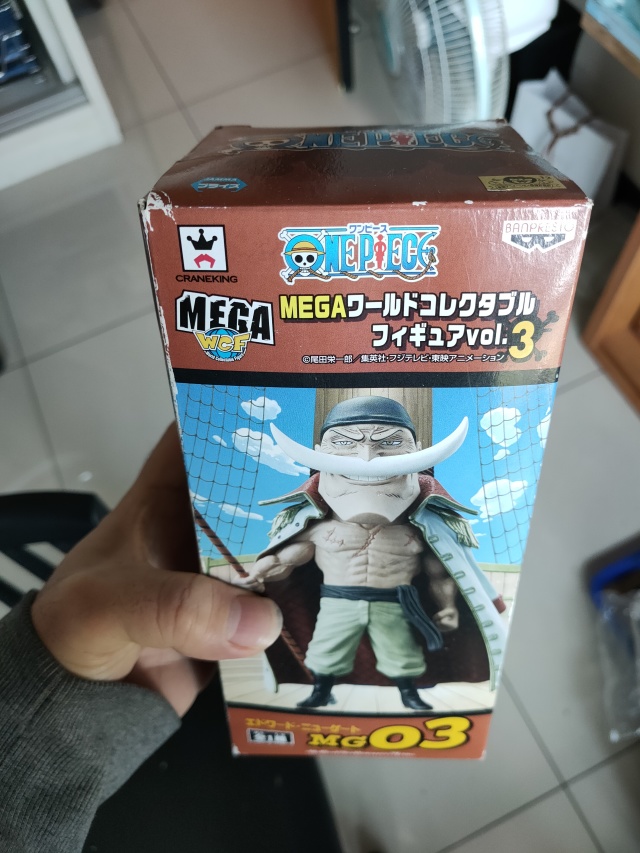 BANPRESTO
ワンピース
ONE PIECE
CRANEKING
MEGA
WCF
MEGAワールドコレクタブル
フィギュアvol.3
©尾田栄一郎／集英社・フジテレビ・東映アニメーション
エドワード・ニューゲート
MG03